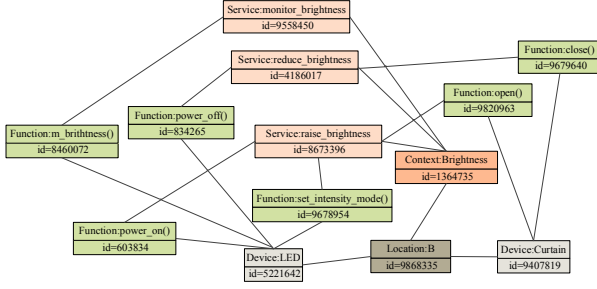 Service:monitor_brightness
id=9558450
Service:reduce_brightness
id=4186017
Function:close()
id=9679640
Function:open()
id=9820963
Function:power_off()
id=834265
Function:m_brithtness()
id=8460072
Service:raise_brightness
id=8673396
Context:Brightness
id=1364735
Function:set_intensity_mode()
id=9678954
Function:power_on()
id=603834
Device:LED
id=5221642
Location:B
id=9868335
Device:Curtain
id=9407819